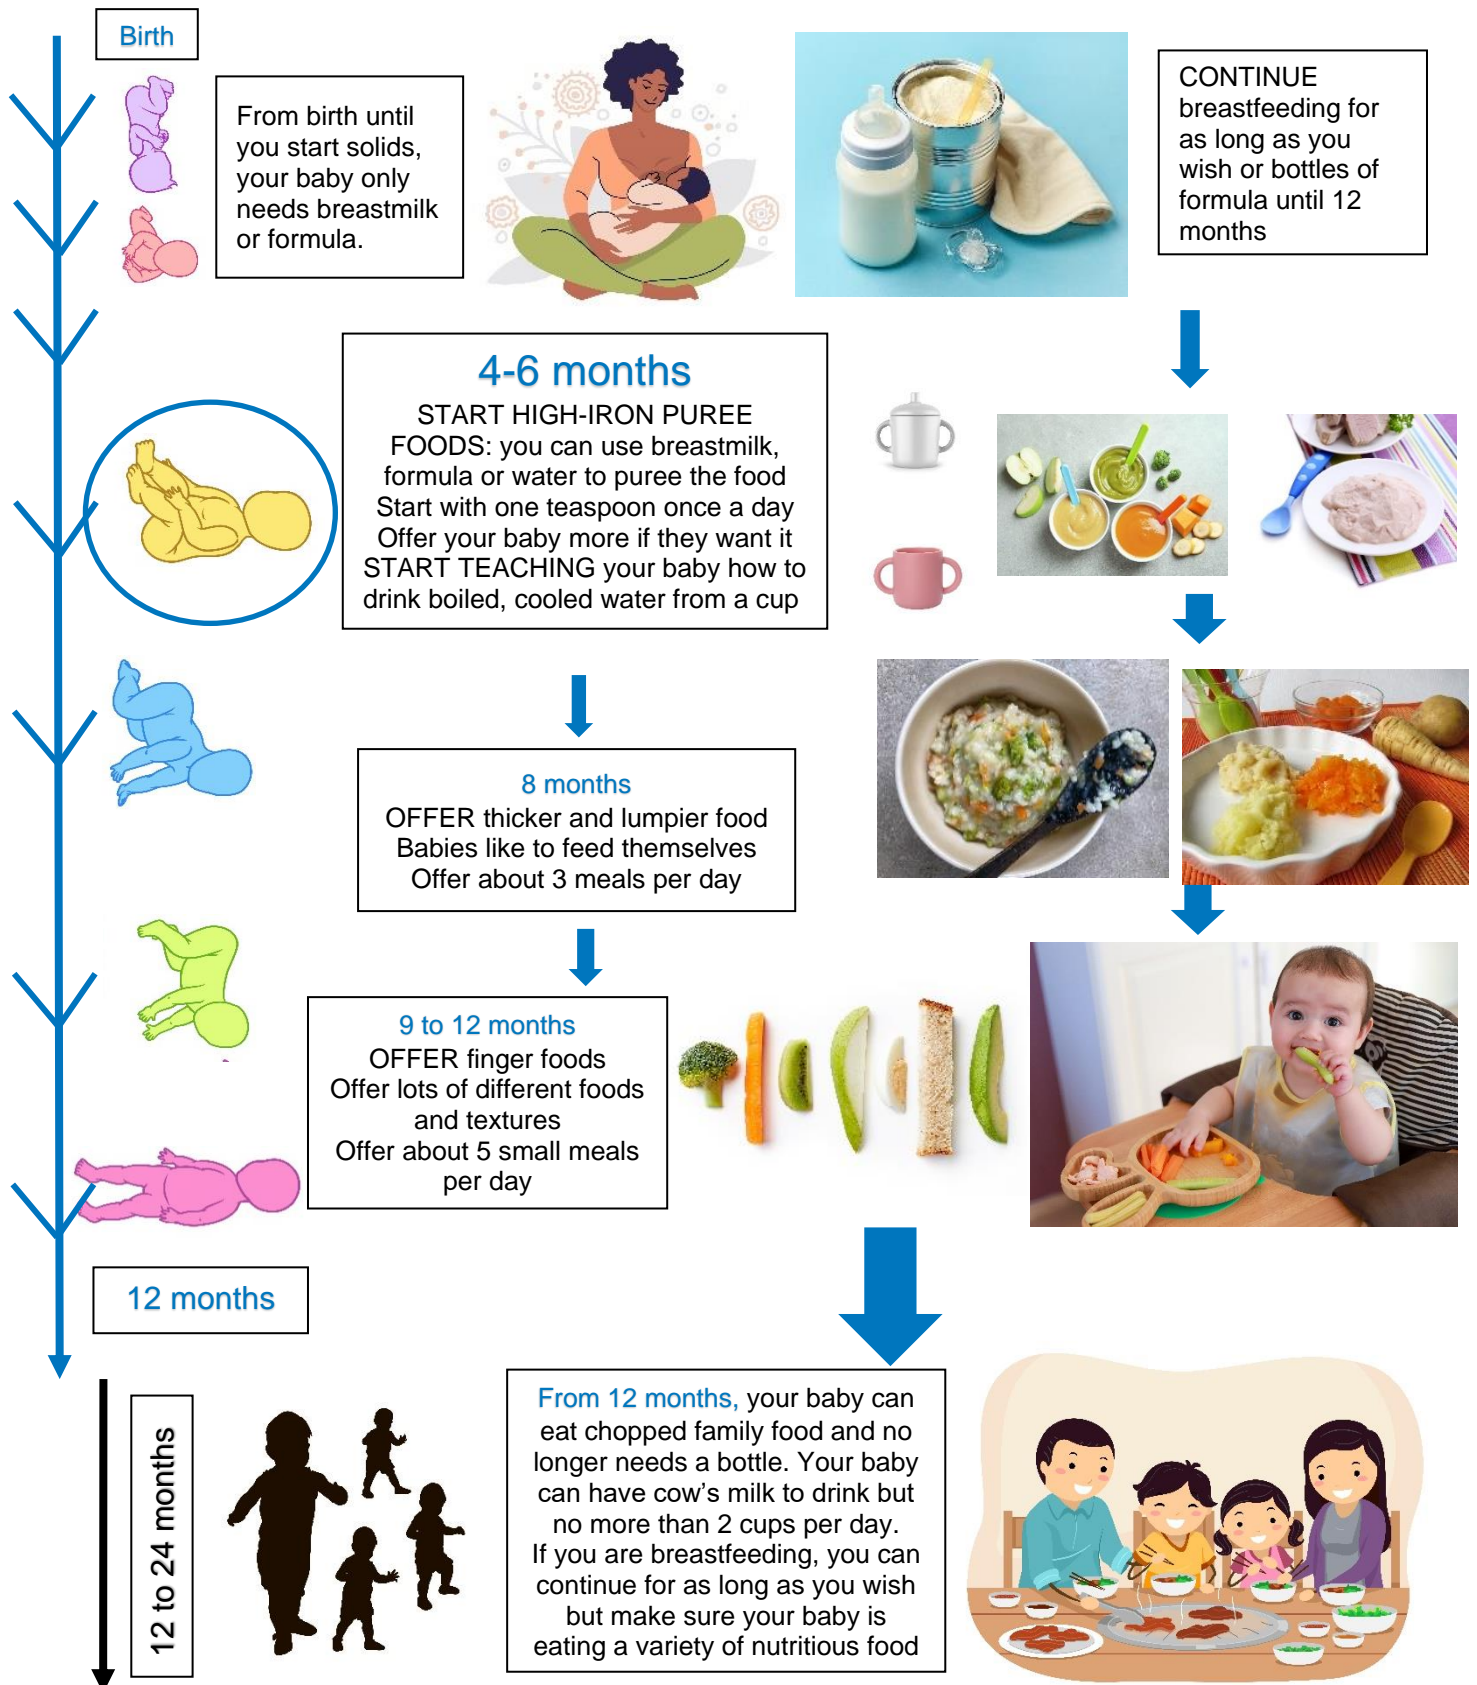 Birth
From birth until
you start solids,
your baby only
needs breastmilk
or formula.
CONTINUE
breastfeeding for
as long as you
wish or bottles of
formula until 12
months
4-6 months
START HIGH-IRON PUREE
FOODS: you can use breastmilk,
formula or water to puree the food
Start with one teaspoon once a day
Offer your baby more if they want it
START TEACHING your baby how to
drink boiled, cooled water from a cup
8 months
OFFER thicker and lumpier food
Babies like to feed themselves
Offer about 3 meals per day
9 to 12 months
OFFER finger foods
Offer lots of different foods
and textures
Offer about 5 small meals
per day
12 months
12 to 24 months
From 12 months, your baby can
eat chopped family food and no
longer needs a bottle. Your baby
can have cow’s milk to drink but
no more than 2 cups per day.
If you are breastfeeding, you can
continue for as long as you wish
but make sure your baby is
eating a variety of nutritious food